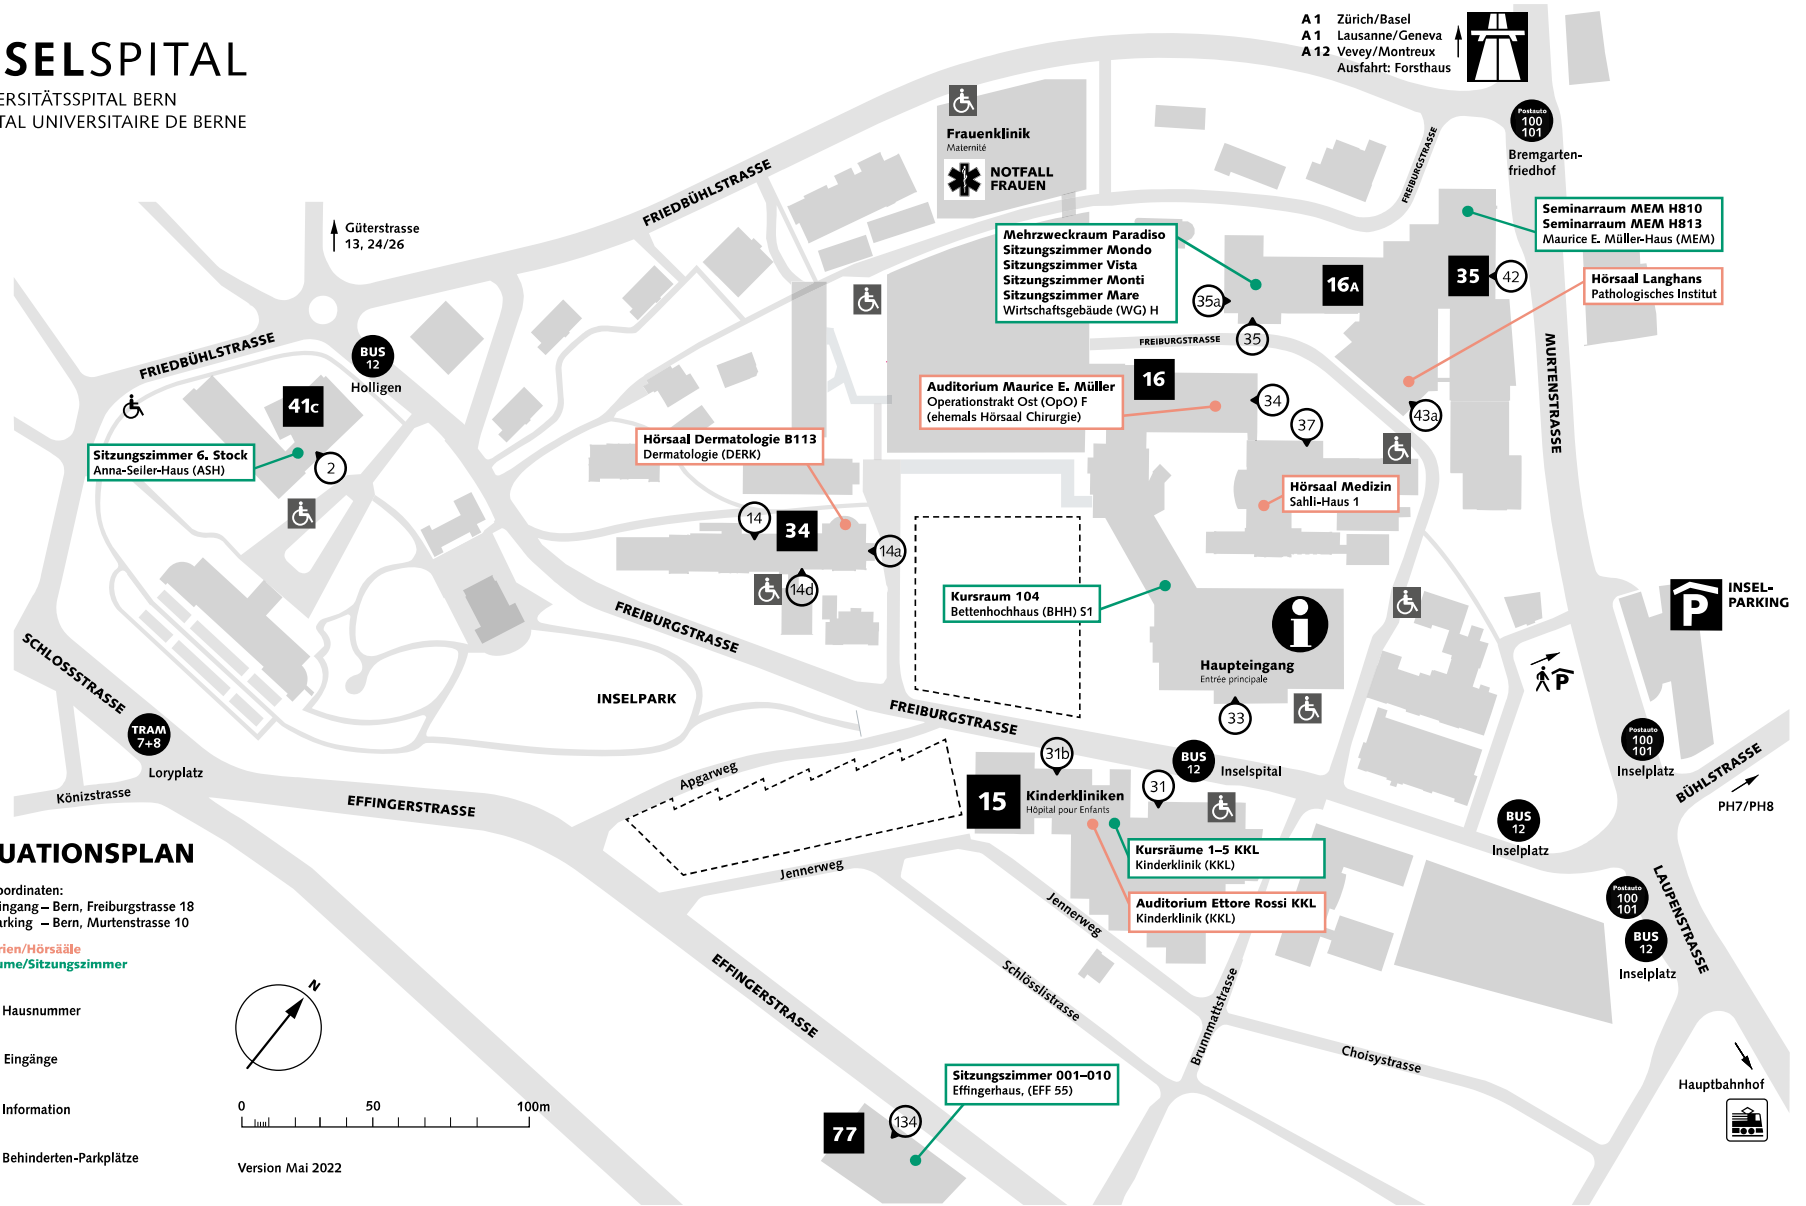 SELSPITAL
ERSITÄTSSPITAL BERN
TAL UNIVERSITAIRE DE BERNE
A 1 Zürich/Basel
A 1 Lausanne/Geneva
A 12 Vevey/Montreux
Ausfahrt: Forsthaus
Postauto
100
101
Bremgarten-
friedhof
Frauenklinik
Maternité
NOTFALL
FRAUEN
FREIBURGSTRASSE
FRIEDBÜHLSTRASSE
Güterstrasse
13, 24/26
Seminarraum MEM H810
Seminarraum MEM H813
Maurice E. Müller-Haus (MEM)
Mehrzweckraum Paradiso
Sitzungszimmer Mondo
Sitzungszimmer Vista
Sitzungszimmer Monti
Sitzungszimmer Mare
Wirtschaftsgebäude (WG) H
16A
35
42
Hörsaal Langhans
Pathologisches Institut
35a
35
FREIBURGSTRASSE
MURTENSTRASSE
FRIEDBÜHLSTRASSE
BUS
12
Holligen
41c
16
Auditorium Maurice E. Müller
Operationstrakt Ost (OpO) F
(ehemals Hörsaal Chirurgie)
34
37
43a
Sitzungszimmer 6. Stock
Anna-Seiler-Haus (ASH)
2
Hörsaal Dermatologie B113
Dermatologie (DERK)
Hörsaal Medizin
Sahli-Haus 1
14
34
14a
14d
Kursraum 104
Bettenhochhaus (BHH) S1
INSEL-
PARKING
P
FREIBURGSTRASSE
SCHLOSSSTRASSE
Haupteingang
Entrée principale
33
P
INSELPARK
FREIBURGSTRASSE
TRAM
7+8
Loryplatz
Königstrasse
EFFINGERSTRASSE
Apgarweg
31b
BUS
12
Inselspital
31
15
Kinderkliniken
Hôpital pour Enfants
Postauto
100
101
Inselplatz
BÜHLSTRASSE
PH7/PH8
BUS
12
Inselplatz
Kursräume 1–5 KKL
Kinderklinik (KKL)
Jennerweg
Auditorium Ettore Rossi KKL
Kinderklinik (KKL)
Jennerweg
LAUPENSTRASSE
Postauto
100
101
BUS
12
Inselplatz
UATIONSPLAN
oordinaten:
ingang – Bern, Freiburgstrasse 18
arking – Bern, Murtenstrasse 10
rien/Hörsääle
ume/Sitzungszimmer
Hausnummer
Eingänge
Information
Behinderten-Parkplätze
N
0 50 100m
Version Mai 2022
EFFINGERSTRASSE
Schlösslistrasse
Brunnmattstrasse
Choisystrasse
Sitzungszimmer 001–010
Effingerhaus, (EFF 55)
77
134
Hauptbahnhof